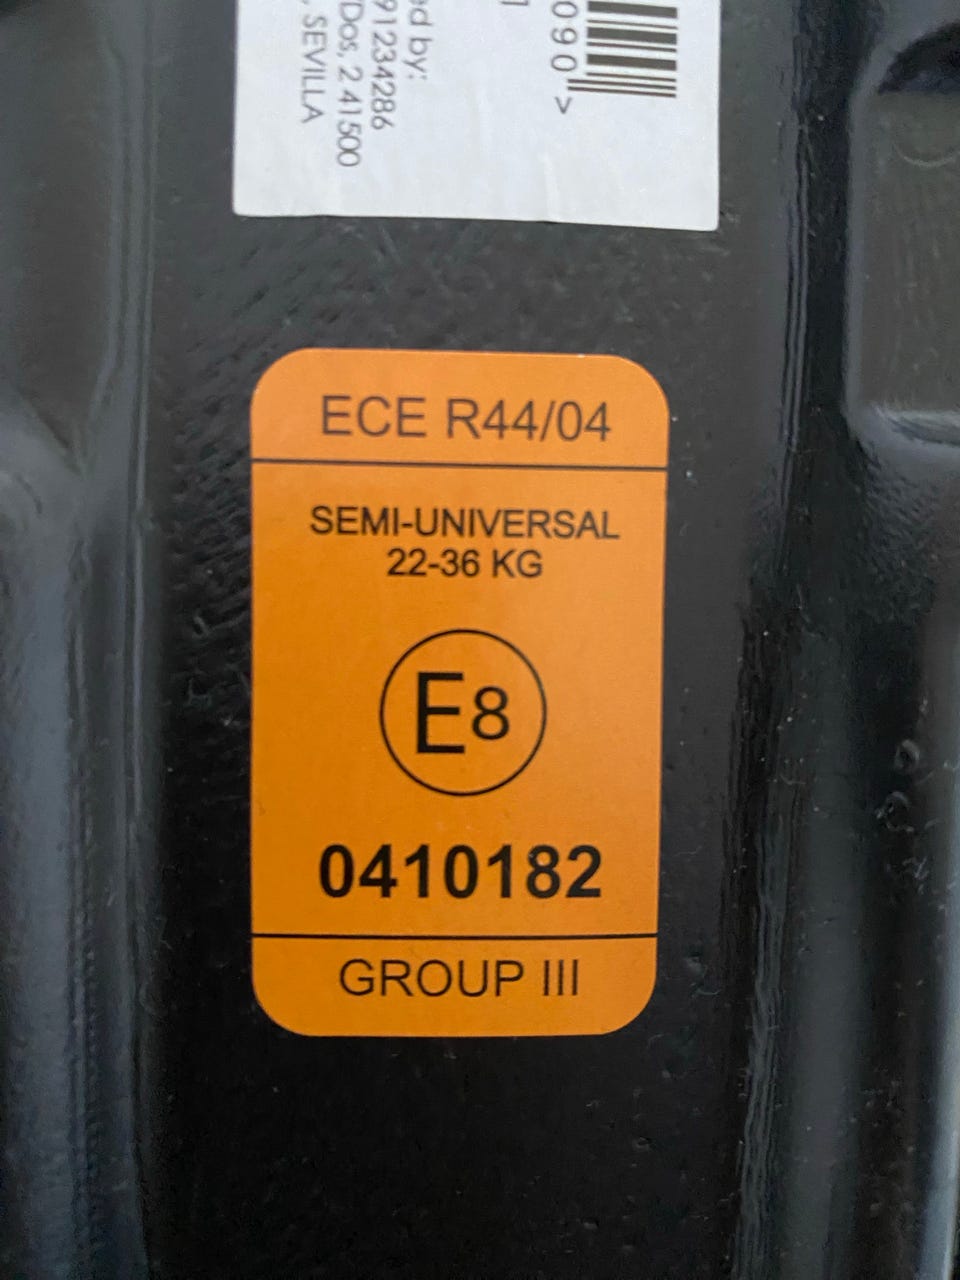 090 >
1
ed by:
91234286
Dos, 2 41500
, SEVILLA
ECE R44/04
SEMI-UNIVERSAL
22-36 KG
E8
0410182
GROUP III